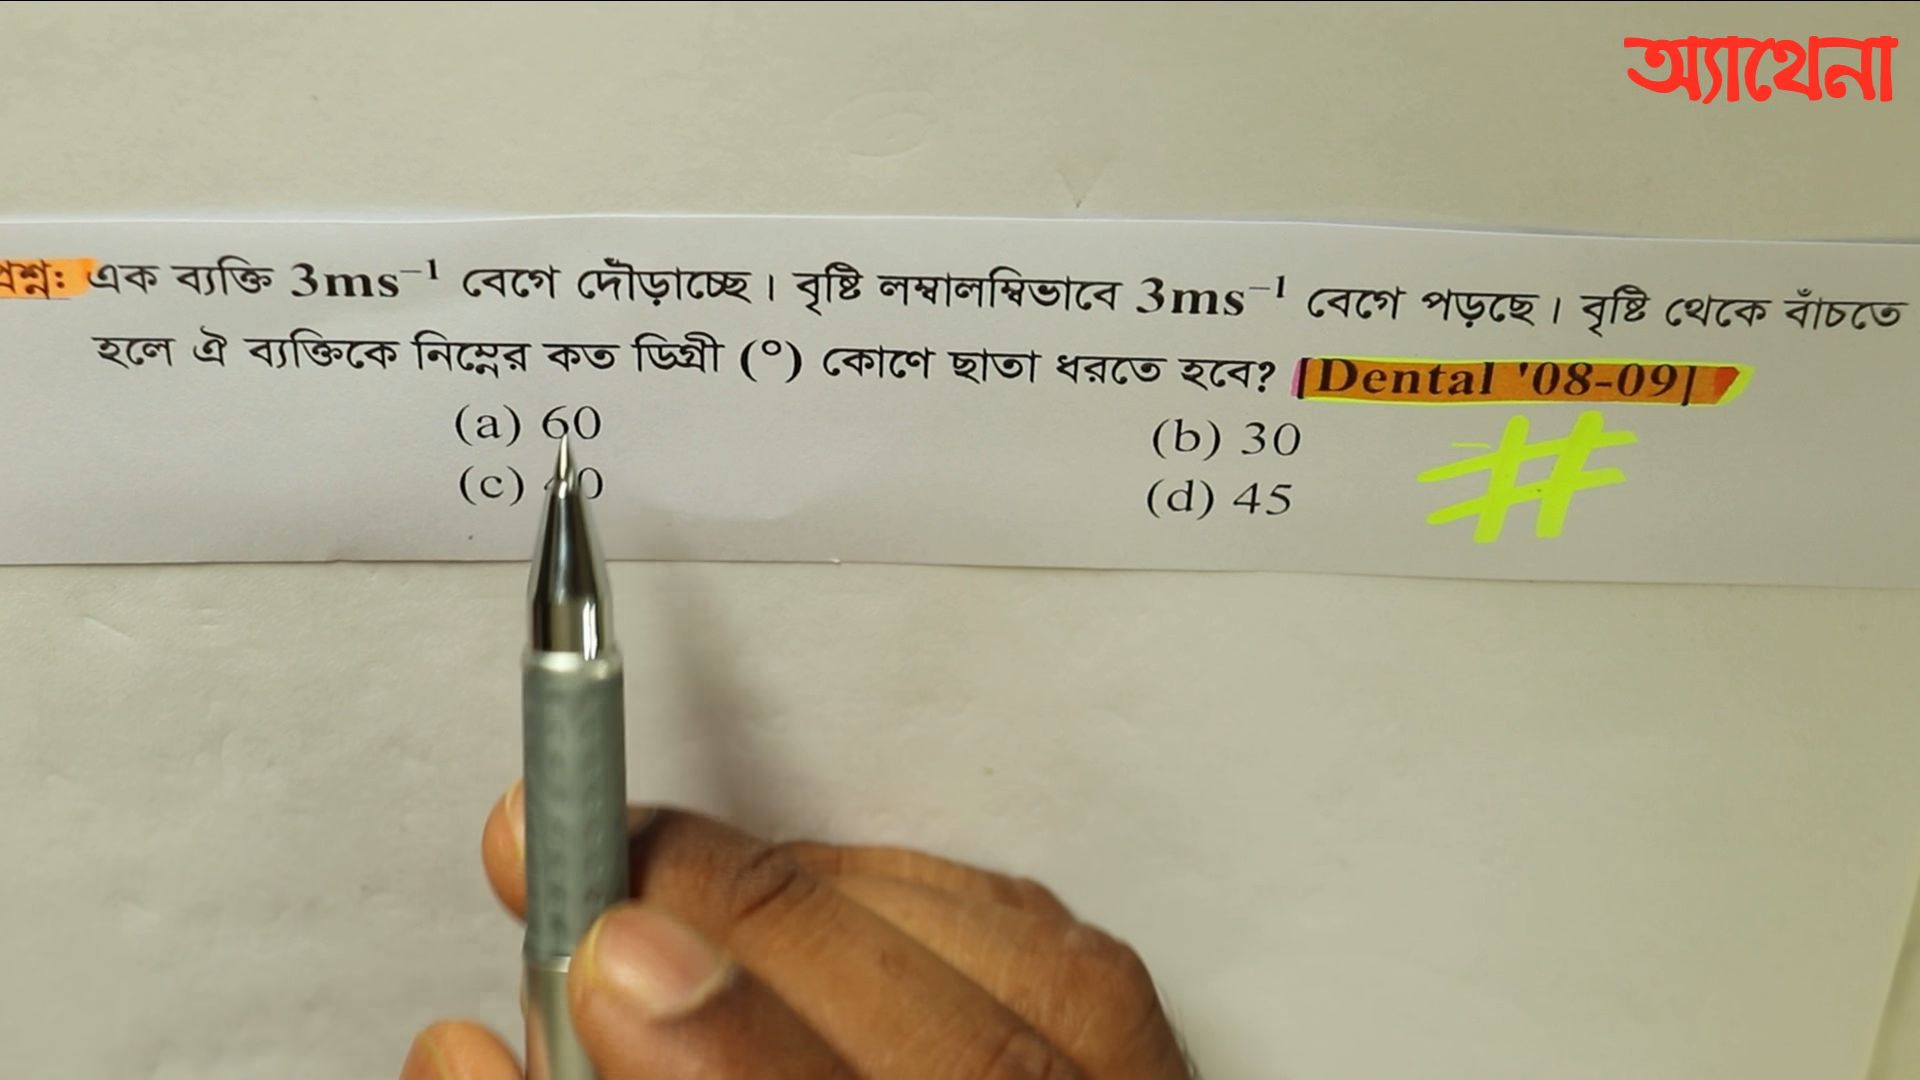 অ্যাথেনা
প্রশ্ন: এক ব্যক্তি 3ms⁻¹ বেগে দৌঁড়াচ্ছে। বৃষ্টি লম্বালম্বিভাবে 3ms⁻¹ বেগে পড়ছে। বৃষ্টি থেকে বাঁচতে
হলে ঐ ব্যক্তিকে নিম্নের কত ডিগ্রী (°) কোণে ছাতা ধরতে হবে? [Dental '08-09]
(a) 60 (b) 30
(c) 40 (d) 45
#